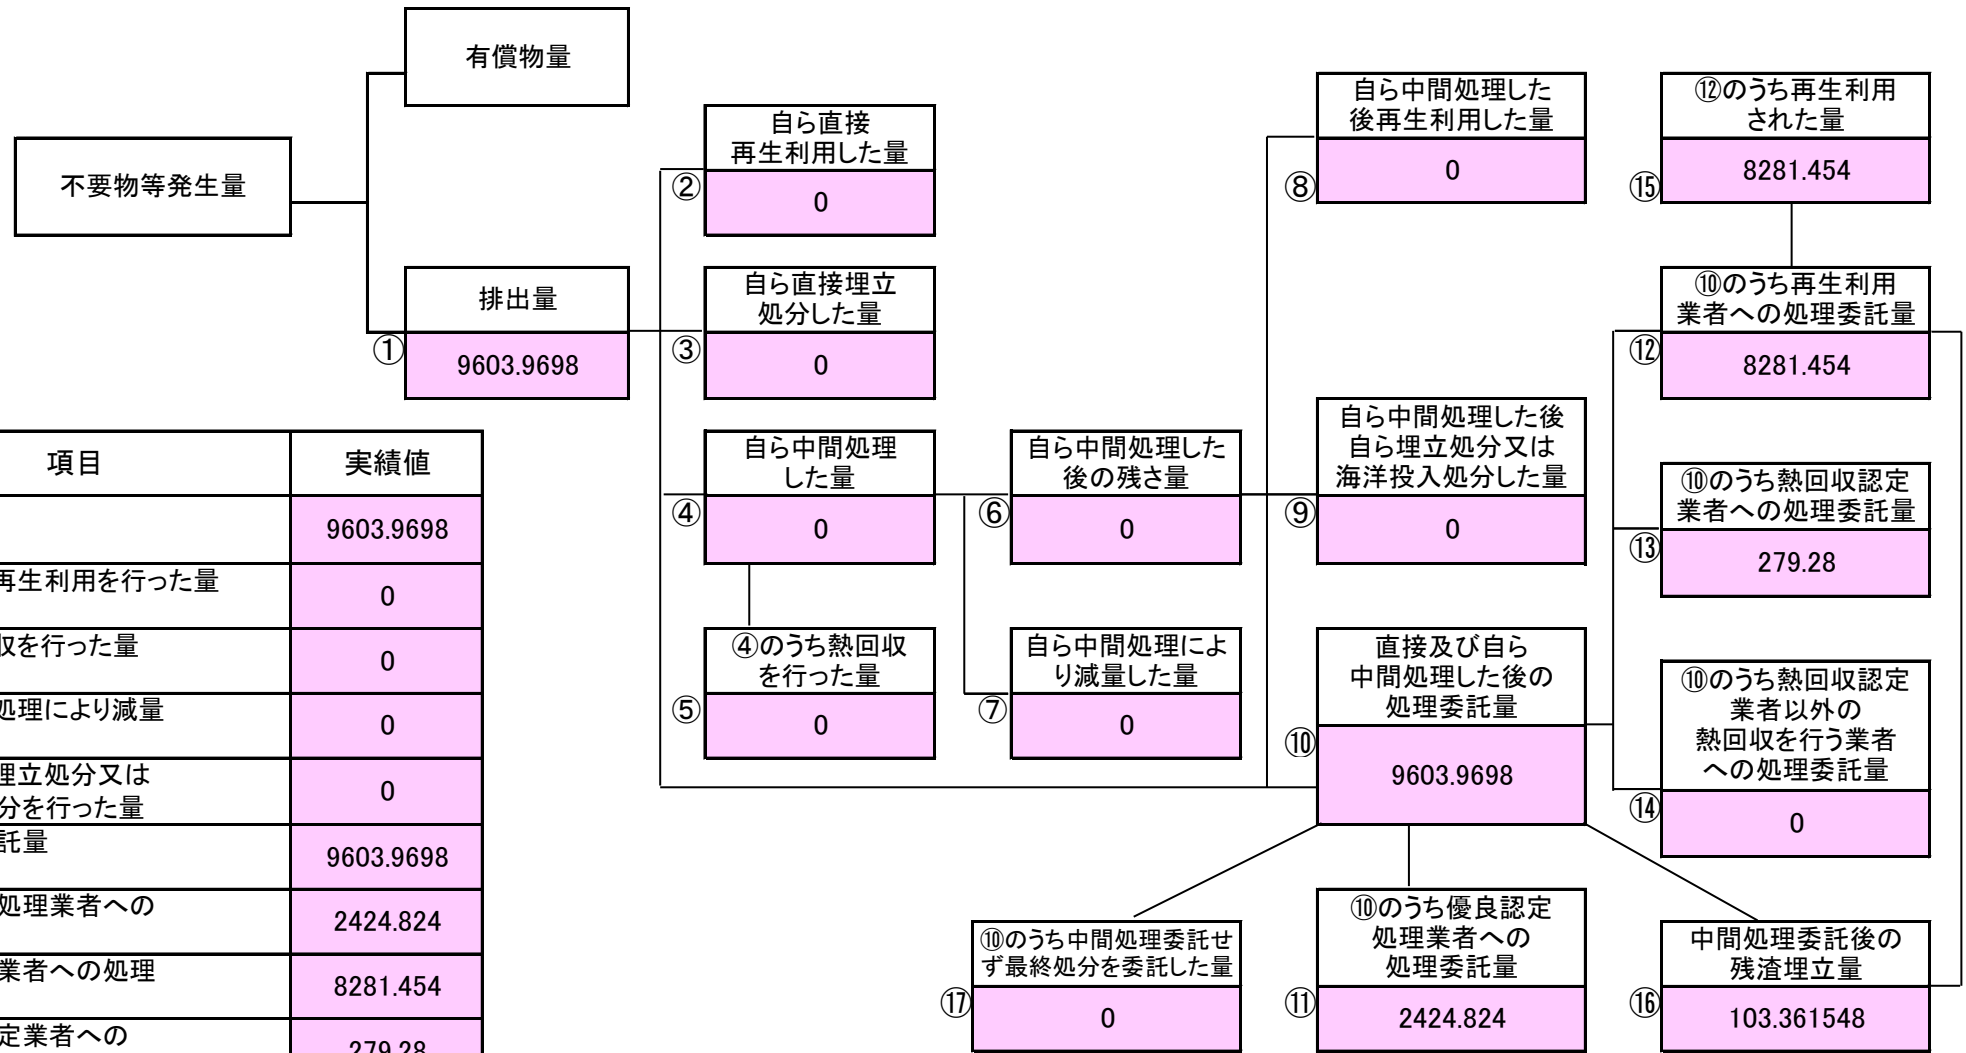 有償物量
不要物等発生量
排出量
①
9603.9698
自ら直接
再生利用した量
②
0
自ら直接埋立
処分した量
③
0
自ら中間処理
した量
④
0
④のうち熱回収
を行った量
⑤
0
自ら中間処理した
後の残さ量
⑥
0
自ら中間処理によ
り減量した量
⑦
0
自ら中間処理した
後再生利用した量
⑧
0
自ら中間処理した後
自ら埋立処分又は
海洋投入処分した量
⑨
0
直接及び自ら
中間処理した後の
処理委託量
⑩
9603.9698
⑫のうち再生利用
された量
⑮
8281.454
⑩のうち再生利用
業者への処理委託量
⑫
8281.454
⑩のうち熱回収認定
業者への処理委託量
⑬
279.28
⑩のうち熱回収認定
業者以外の
熱回収を行う業者
への処理委託量
⑭
0
⑩のうち中間処理委託せ
ず最終処分を委託した量
⑰
0
⑩のうち優良認定
処理業者への
処理委託量
⑪
2424.824
中間処理委託後の
残渣埋立量
⑯
103.361548
項目
実績値
9603.9698
再生利用を行った量
0
収を行った量
0
処理により減量
0
埋立処分又は
分を行った量
0
託量
9603.9698
処理業者への
2424.824
業者への処理
8281.454
定業者への
279.28